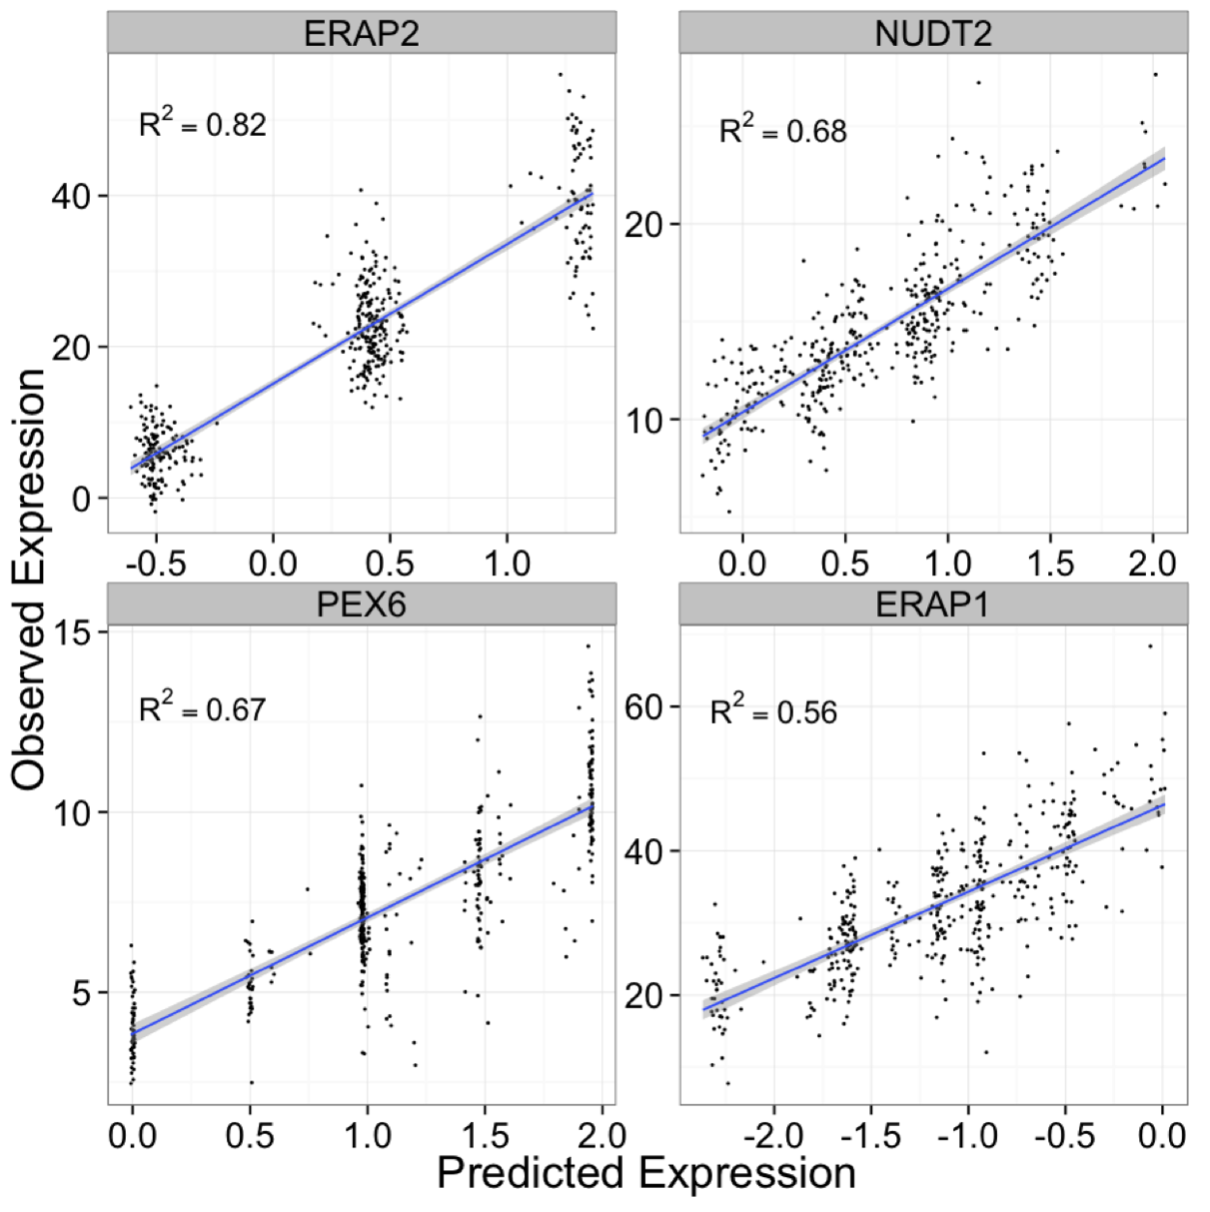 ERAP2
NUDT2
R² = 0.82
R² = 0.68
40
20
0
20
10
-0.5 0.0 0.5 1.0
0.0 0.5 1.0 1.5 2.0
PEX6
ERAP1
R² = 0.67
R² = 0.56
15
10
5
60
40
20
0.0 0.5 1.0 1.5 2.0
-2.0 -1.5 -1.0 -0.5 0.0
Observed Expression
Predicted Expression